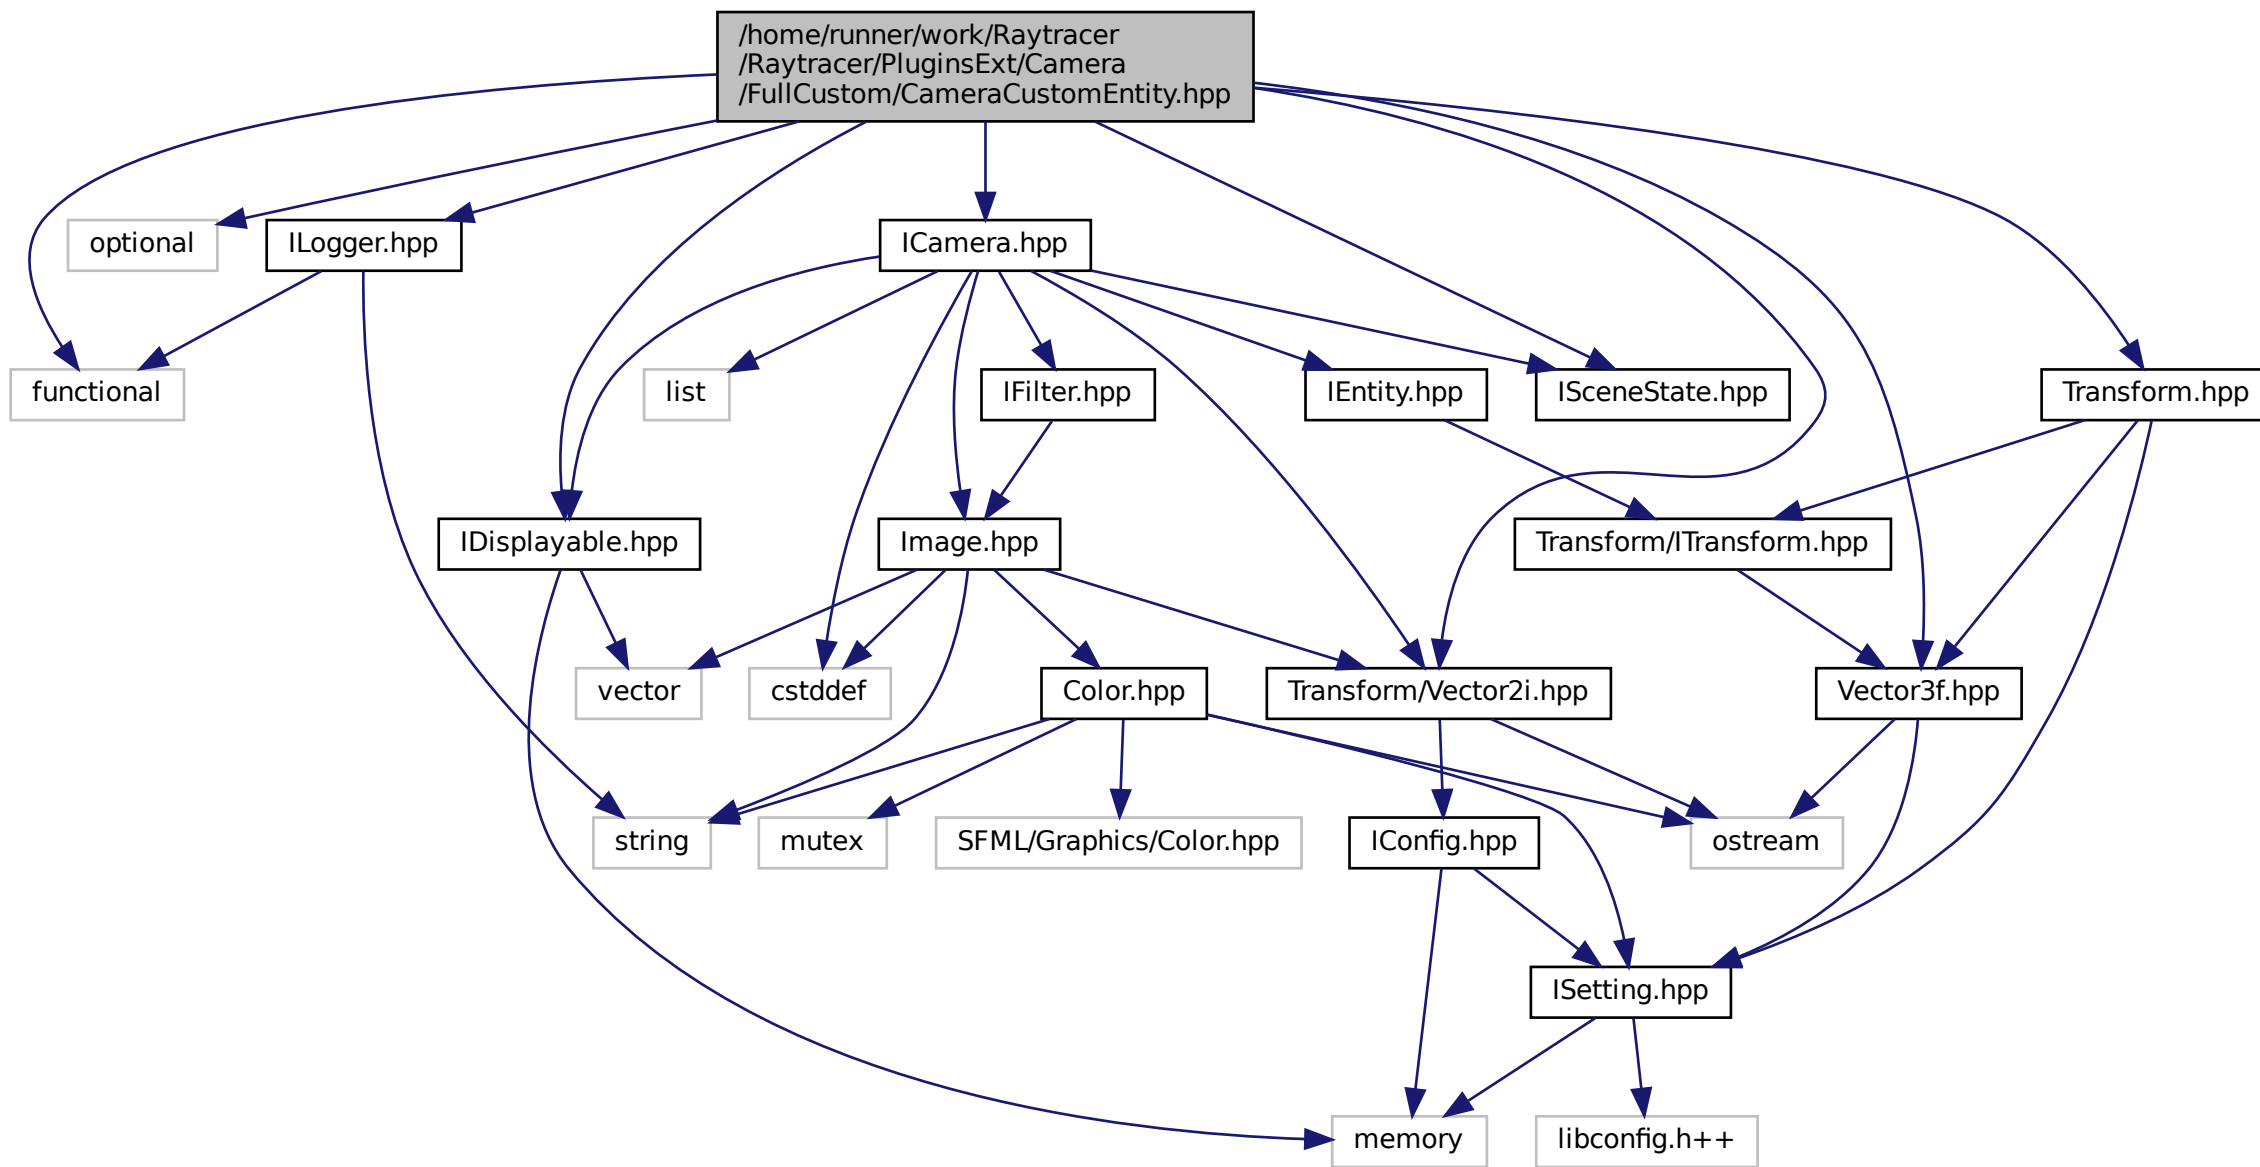 /home/runner/work/Raytracer
/Raytracer/PluginsExt/Camera
/FullCustom/CameraCustomEntity.hpp
optional
ILogger.hpp
ICamera.hpp
functional
list
IFilter.hpp
IEntity.hpp
ISceneState.hpp
Transform.hpp
IDisplayable.hpp
Image.hpp
Transform/ITransform.hpp
vector
cstddef
Color.hpp
Transform/Vector2i.hpp
Vector3f.hpp
string
mutex
SFML/Graphics/Color.hpp
IConfig.hpp
ostream
ISetting.hpp
memory
libconfig.h++